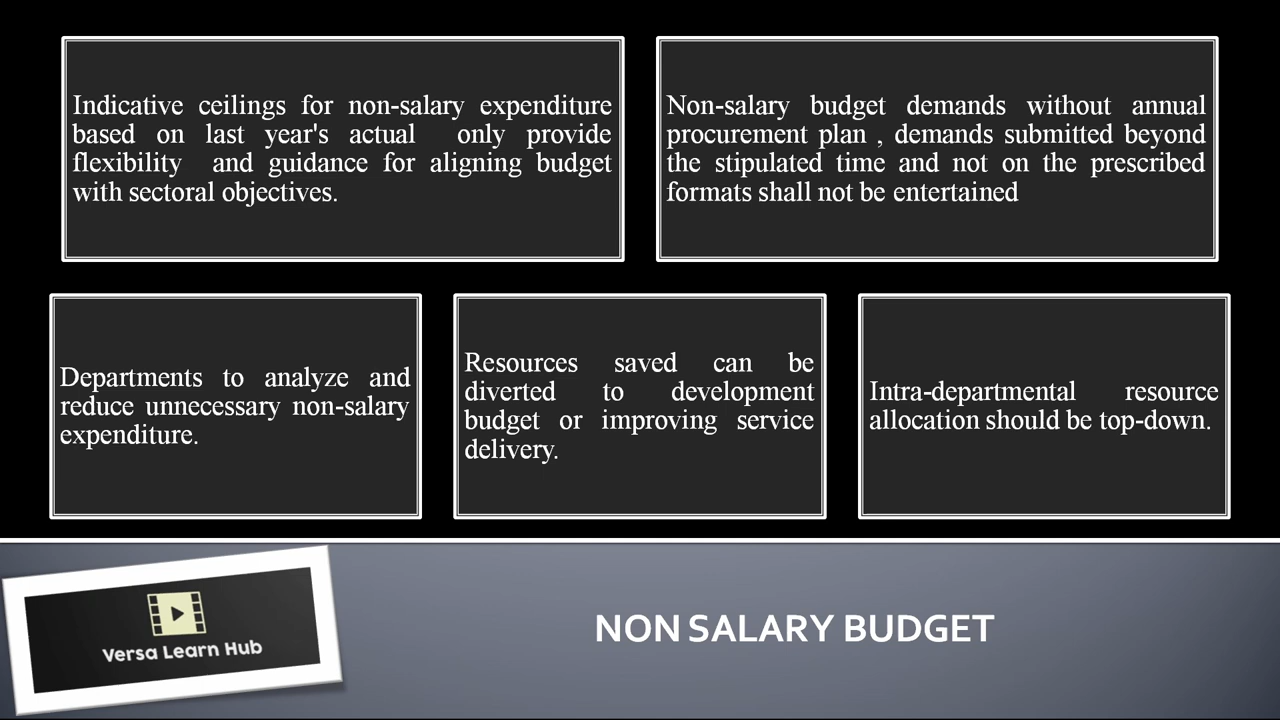 Indicative ceilings for non-salary expenditure
based on last year's actual only provide
flexibility and guidance for aligning budget
with sectoral objectives.
Non-salary budget demands without annual
procurement plan , demands submitted beyond
the stipulated time and not on the prescribed
formats shall not be entertained
Departments to analyze and
reduce unnecessary non-salary
expenditure.
Resources saved can be
diverted to development
budget or improving service
delivery.
Intra-departmental resource
allocation should be top-down.
Versa Learn Hub
NON SALARY BUDGET